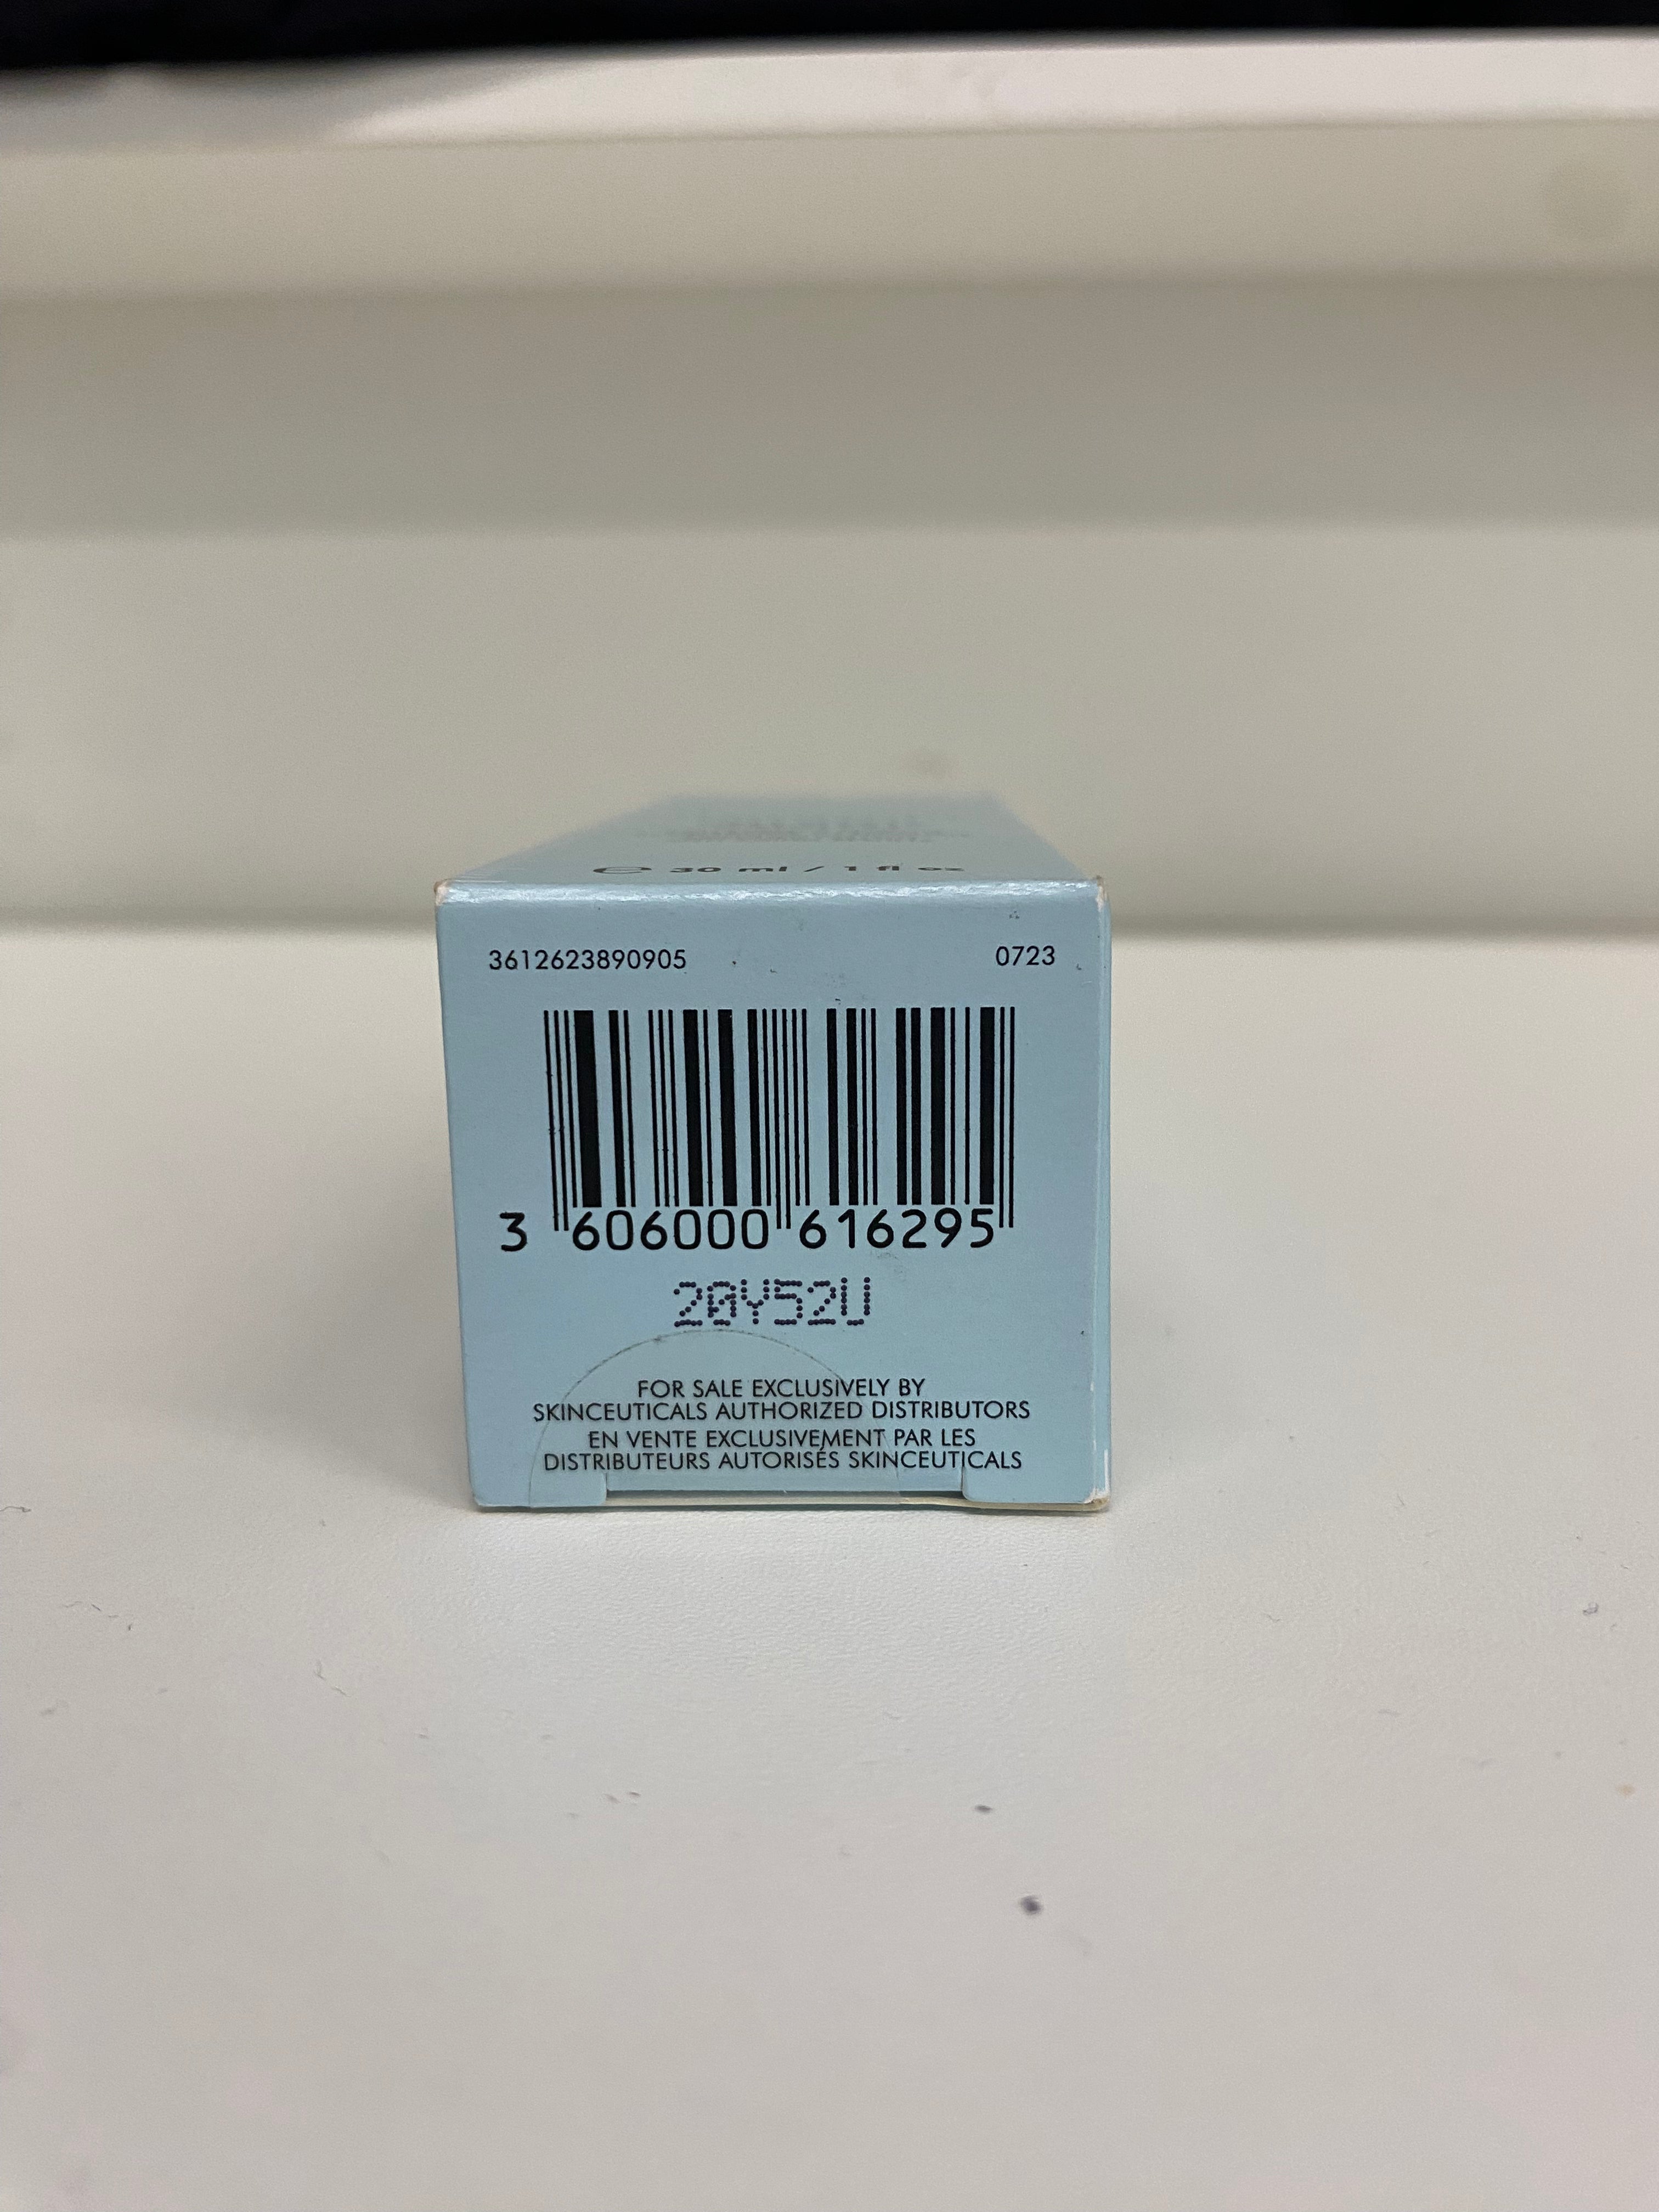 ℮ 30 ml / 1 fl oz
3612623890905 0723
3 606000 616295
20Y52U
FOR SALE EXCLUSIVELY BY
SKINCEUTICALS AUTHORIZED DISTRIBUTORS
EN VENTE EXCLUSIVEMENT PAR LES
DISTRIBUTEURS AUTORISÉS SKINCEUTICALS